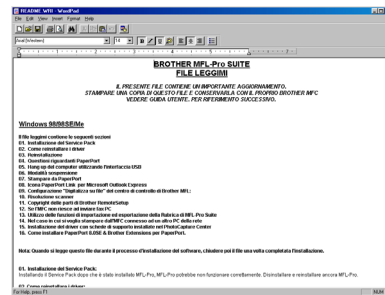 README.WRI - WordPad
File Edit View Insert Format Help
Arial (Western) 14
BROTHER MFL-Pro SUITE
FILE LEGGIMI
IL PRESENTE FILE CONTIENE UN IMPORTANTE AGGIORNAMENTO.
STAMPARE UNA COPIA DI QUESTO FILE E CONSERVARLA CON IL PROPRIO BROTHER MFC
VEDERE GUIDA UTENTE. PER RIFERIMENTO SUCCESSIVO.
Windows 98/98SE/Me
Il file leggimi contiene le seguenti sezioni
01. Installazione del Service Pack
02. Come reinstallare i driver
03. Reinstallazione
04. Questioni riguardanti PaperPort
05. Hang up del computer utilizzando l'interfaccia USB
06. Modalità sospensione
07. Stampare da PaperPort
08. Icona PaperPort Link per Microsoft Outlook Express
09. Configurazione "Digitalizza su file" del centro di controllo di Brother MFL:
10. Risoluzione scanner
11. Copyright delle parti di Brother RemoteSetup
12. Se l'MFC non riesce ad inviare fax PC
13. Utilizzo delle funzioni di importazione ed esportazione della Rubrica di MFL-Pro Suite
14. Nel caso in cui si voglia stampare dall'MFC connesso ad un altro PC della rete
15. Installazione del driver con schede di supporto installate nel PhotoCapture Center
16. Come installare PaperPort 8.0SE & Brother Extensions per PaperPort.
Nota: Quando si legge questo file durante il processo d'installazione del software, chiudere poi il file una volta completata l'installazione.
01. Installazione del Service Pack:
Installando il Service Pack dopo che è stato installato MFL-Pro, MFL-Pro potrebbe non funzionare correttamente. Disinstallare e reinstallare ancora MFL-Pro.
02. Come reinstallare i driver:
For Help, press F1
NUM